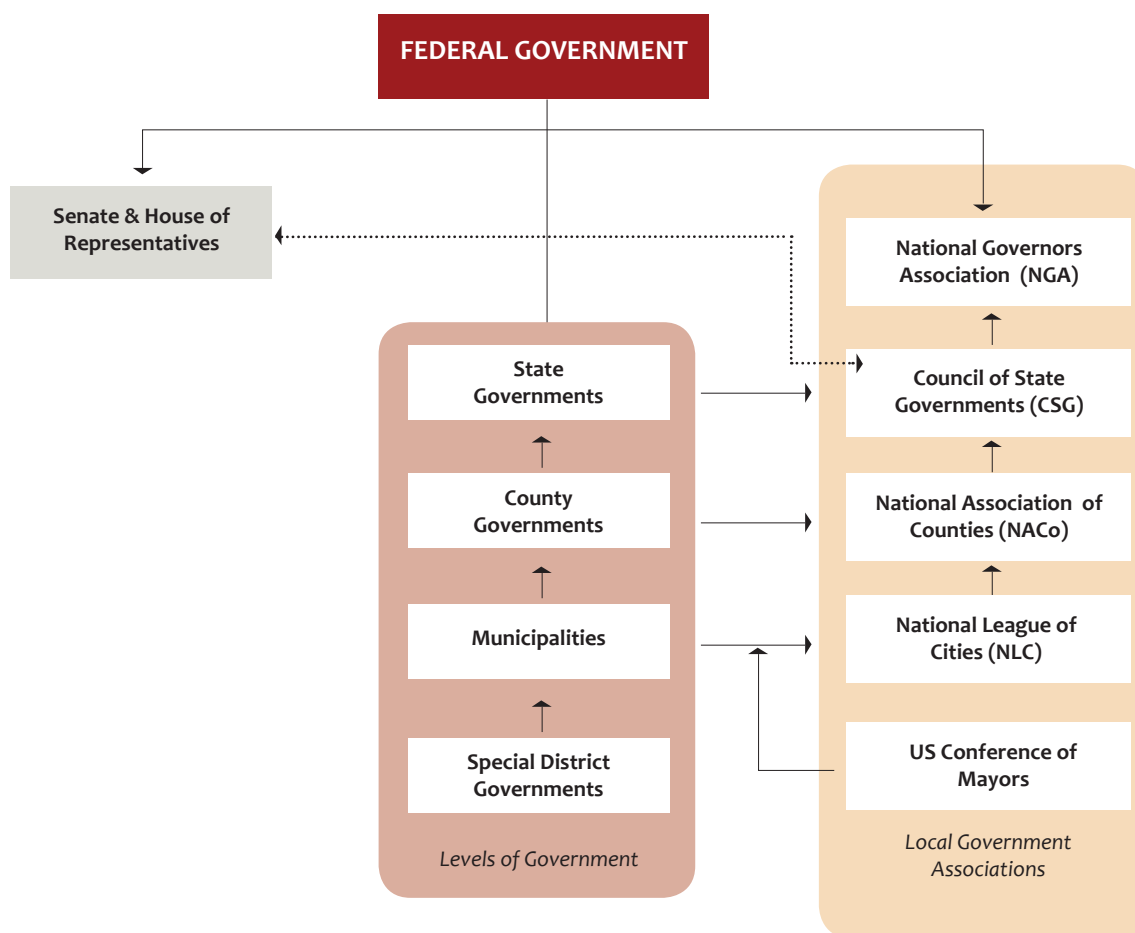 FEDERAL GOVERNMENT
Senate & House of
Representatives
National Governors
Association (NGA)
State
Governments
Council of State
Governments (CSG)
County
Governments
National Association of
Counties (NACo)
Municipalities
National League of
Cities (NLC)
Special District
Governments
US Conference of
Mayors
Levels of Government
Local Government
Associations